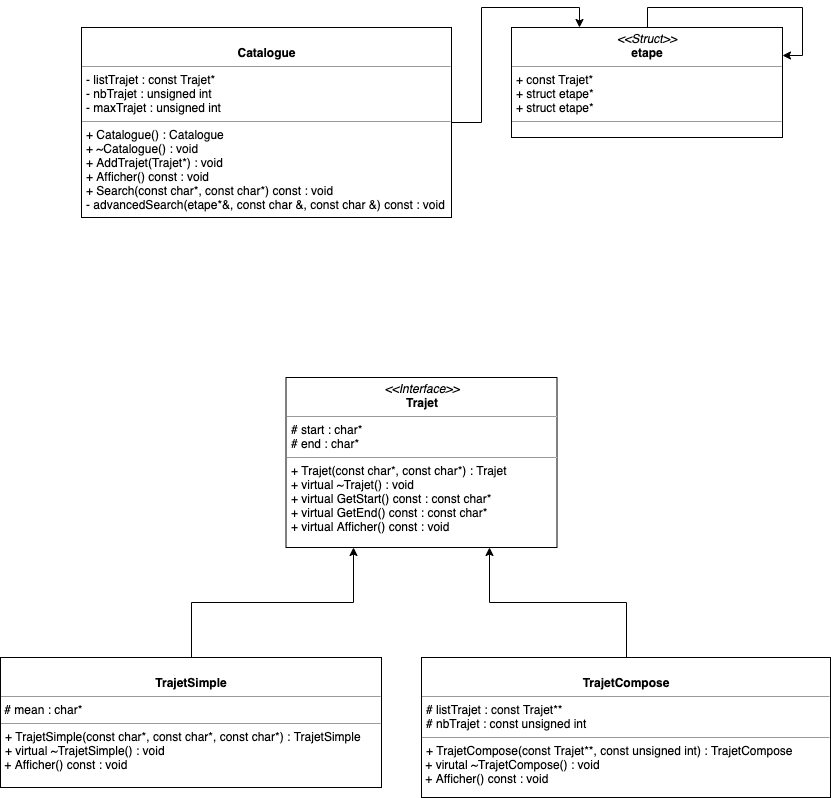 Catalogue
- listTrajet : const Trajet*
- nbTrajet : unsigned int
- maxTrajet : unsigned int
+ Catalogue() : Catalogue
+ ~Catalogue() : void
+ AddTrajet(Trajet*) : void
+ Afficher() const : void
+ Search(const char*, const char*) const : void
- advancedSearch(etape*&, const char &, const char &) const : void
<<Struct>>
etape
+ const Trajet*
+ struct etape*
+ struct etape*
<<Interface>>
Trajet
# start : char*
# end : char*
+ Trajet(const char*, const char*) : Trajet
+ virtual ~Trajet() : void
+ virtual GetStart() const : const char*
+ virtual GetEnd() const : const char*
+ virtual Afficher() const : void
TrajetSimple
# mean : char*
+ TrajetSimple(const char*, const char*, const char*) : TrajetSimple
+ virtual ~TrajetSimple() : void
+ Afficher() const : void
TrajetCompose
# listTrajet : const Trajet**
# nbTrajet : const unsigned int
+ TrajetCompose(const Trajet**, const unsigned int) : TrajetCompose
+ virutal ~TrajetCompose() : void
+ Afficher() const : void